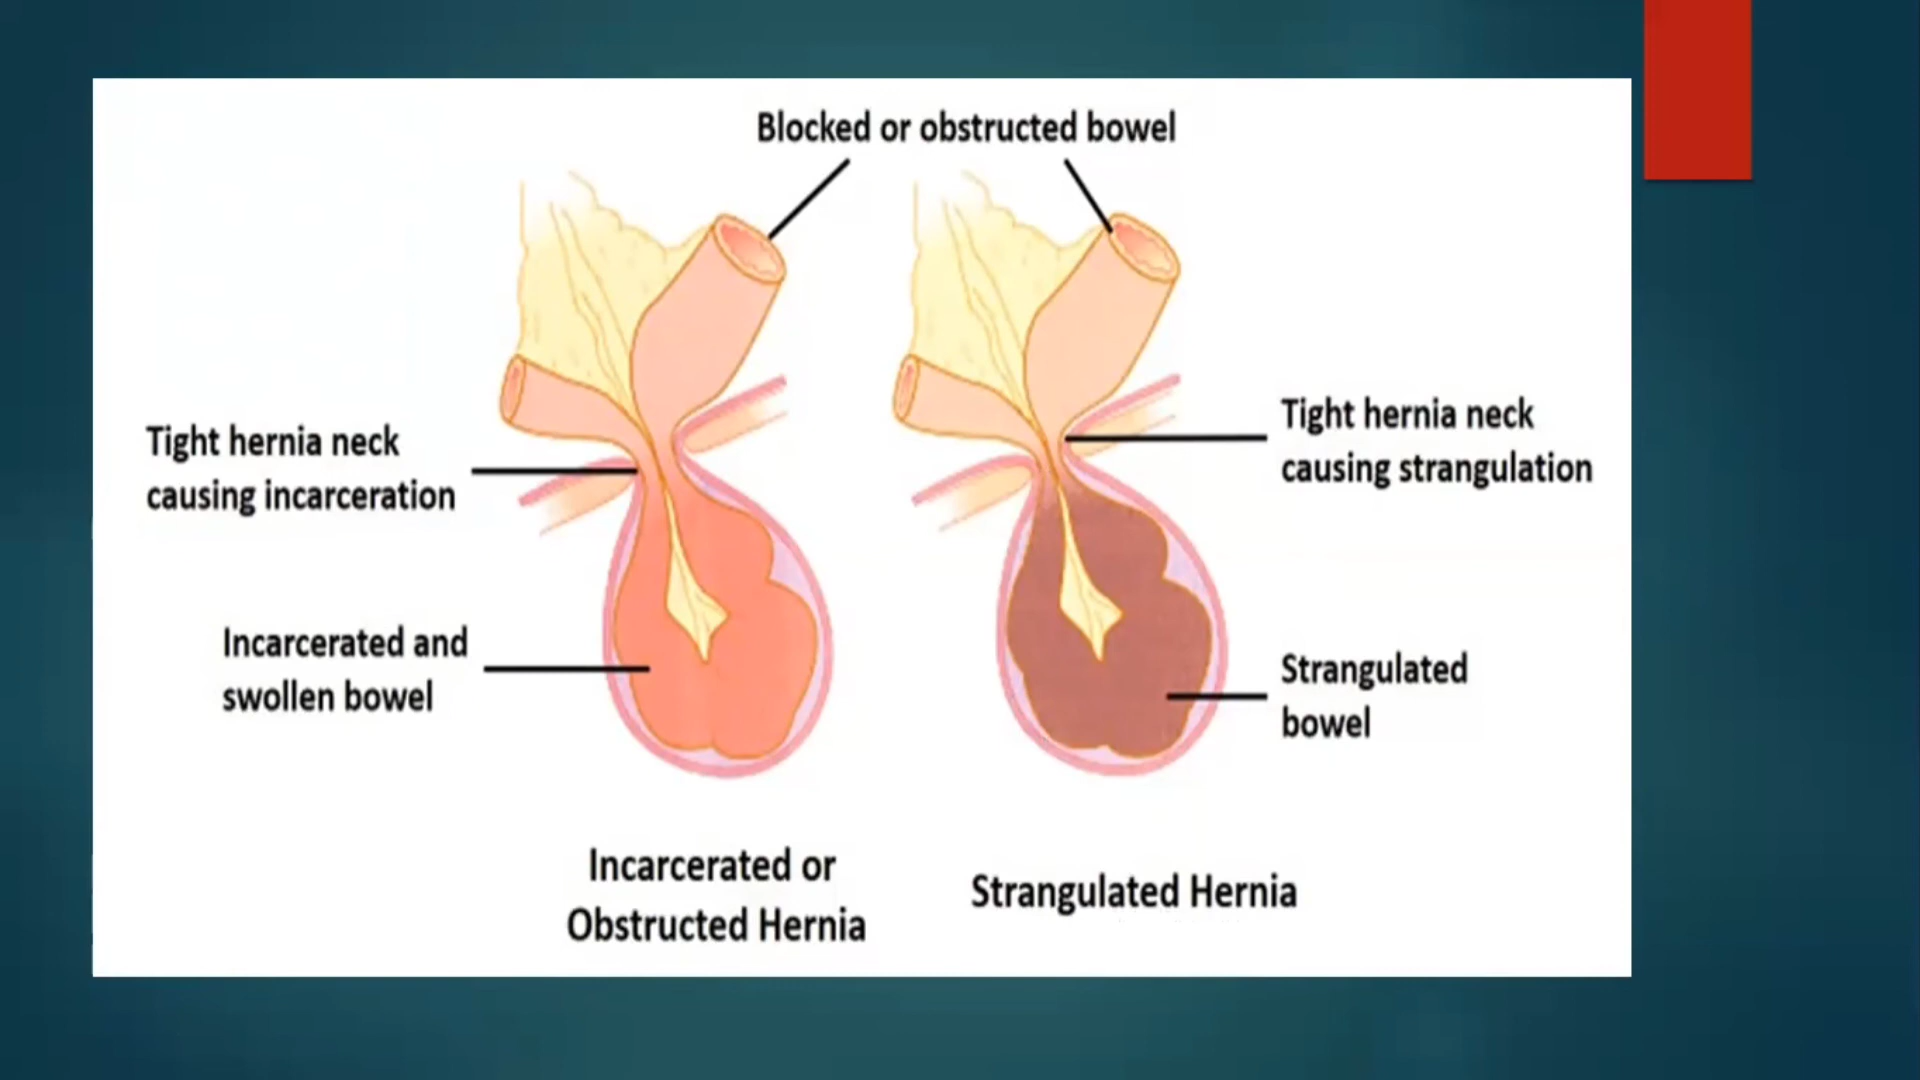 Blocked or obstructed bowel
Tight hernia neck
causing incarceration
Tight hernia neck
causing strangulation
Incarcerated and
swollen bowel
Strangulated
bowel
Incarcerated or
Obstructed Hernia
Strangulated Hernia